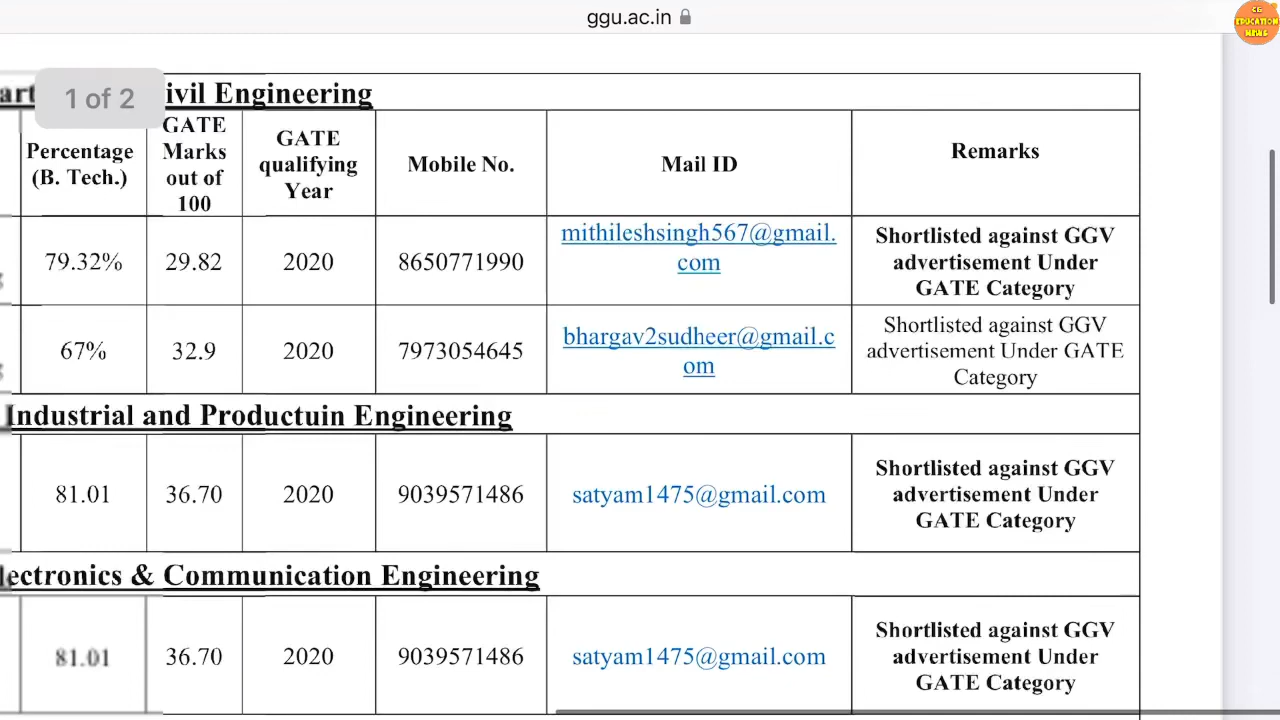 ggu.ac.in
CG
EDUCATION
NEWS
1 of 2
ivil Engineering
Percentage
(B. Tech.)
GATE
Marks
out of
100
GATE
qualifying
Year
Mobile No.
Mail ID
Remarks
79.32%
29.82
2020
8650771990
mithileshsingh567@gmail.
com
Shortlisted against GGV
advertisement Under
GATE Category
67%
32.9
2020
7973054645
bhargav2sudheer@gmail.c
om
Shortlisted against GGV
advertisement Under GATE
Category
Industrial and Productuin Engineering
81.01
36.70
2020
9039571486
satyam1475@gmail.com
Shortlisted against GGV
advertisement Under
GATE Category
lectronics & Communication Engineering
81.01
36.70
2020
9039571486
satyam1475@gmail.com
Shortlisted against GGV
advertisement Under
GATE Category